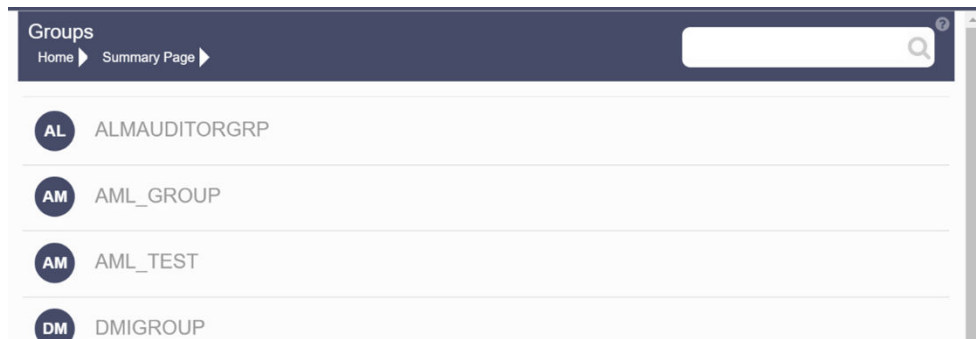 Groups
Home Summary Page
?
AL ALMAUDITORGRP
AM AML_GROUP
AM AML_TEST
DM DMIGROUP